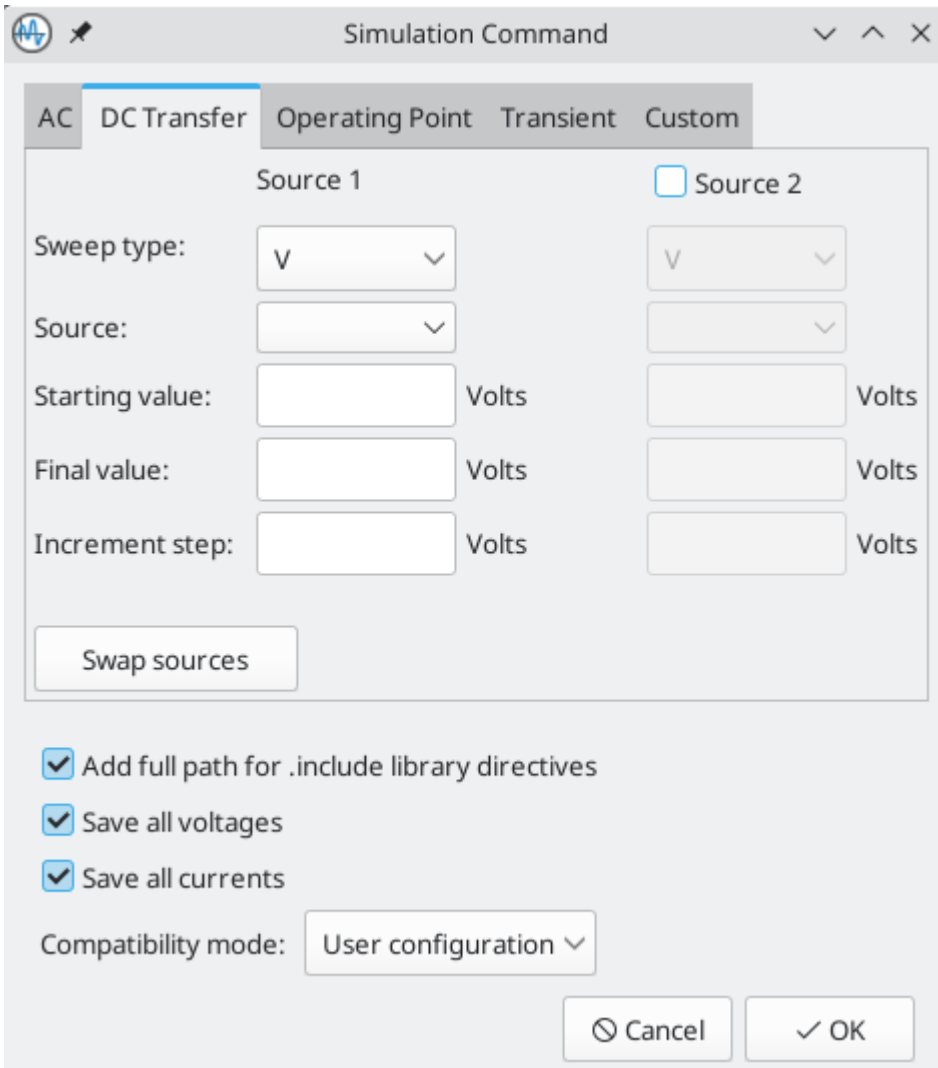 Simulation Command
AC DC Transfer Operating Point Transient Custom
Source 1 Source 2
Sweep type: V V
Source:
Starting value: Volts Volts
Final value: Volts Volts
Increment step: Volts Volts
Swap sources
Add full path for .include library directives
Save all voltages
Save all currents
Compatibility mode: User configuration
Cancel OK